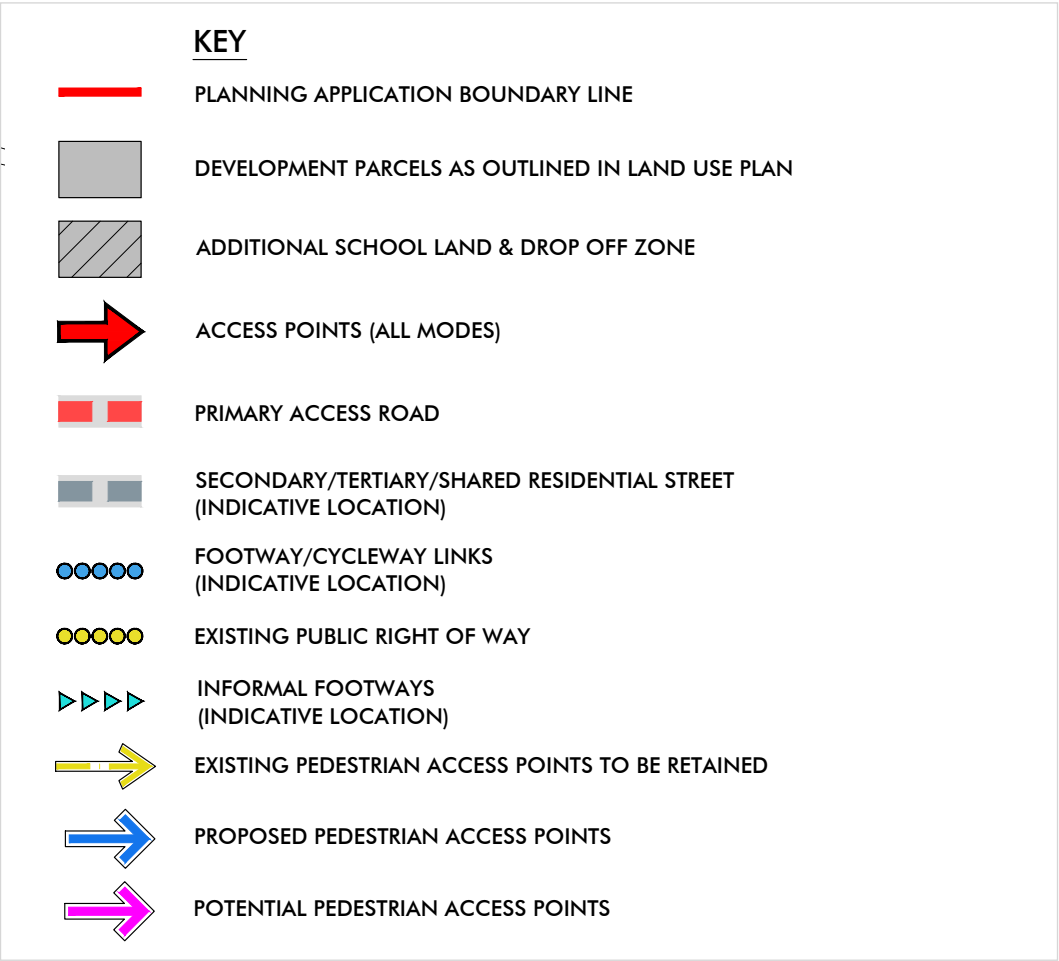 KEY
PLANNING APPLICATION BOUNDARY LINE
DEVELOPMENT PARCELS AS OUTLINED IN LAND USE PLAN
ADDITIONAL SCHOOL LAND & DROP OFF ZONE
ACCESS POINTS (ALL MODES)
PRIMARY ACCESS ROAD
SECONDARY/TERTIARY/SHARED RESIDENTIAL STREET
(INDICATIVE LOCATION)
FOOTWAY/CYCLEWAY LINKS
(INDICATIVE LOCATION)
EXISTING PUBLIC RIGHT OF WAY
INFORMAL FOOTWAYS
(INDICATIVE LOCATION)
EXISTING PEDESTRIAN ACCESS POINTS TO BE RETAINED
PROPOSED PEDESTRIAN ACCESS POINTS
POTENTIAL PEDESTRIAN ACCESS POINTS